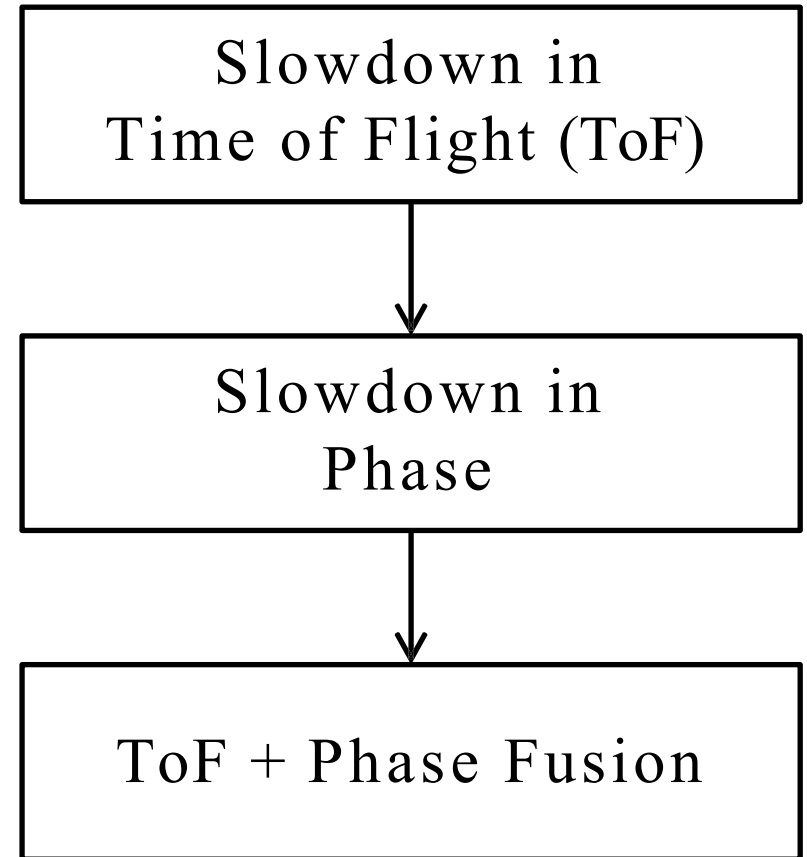 Slowdown in
Time of Flight (ToF)
Slowdown in
Phase
ToF + Phase Fusion